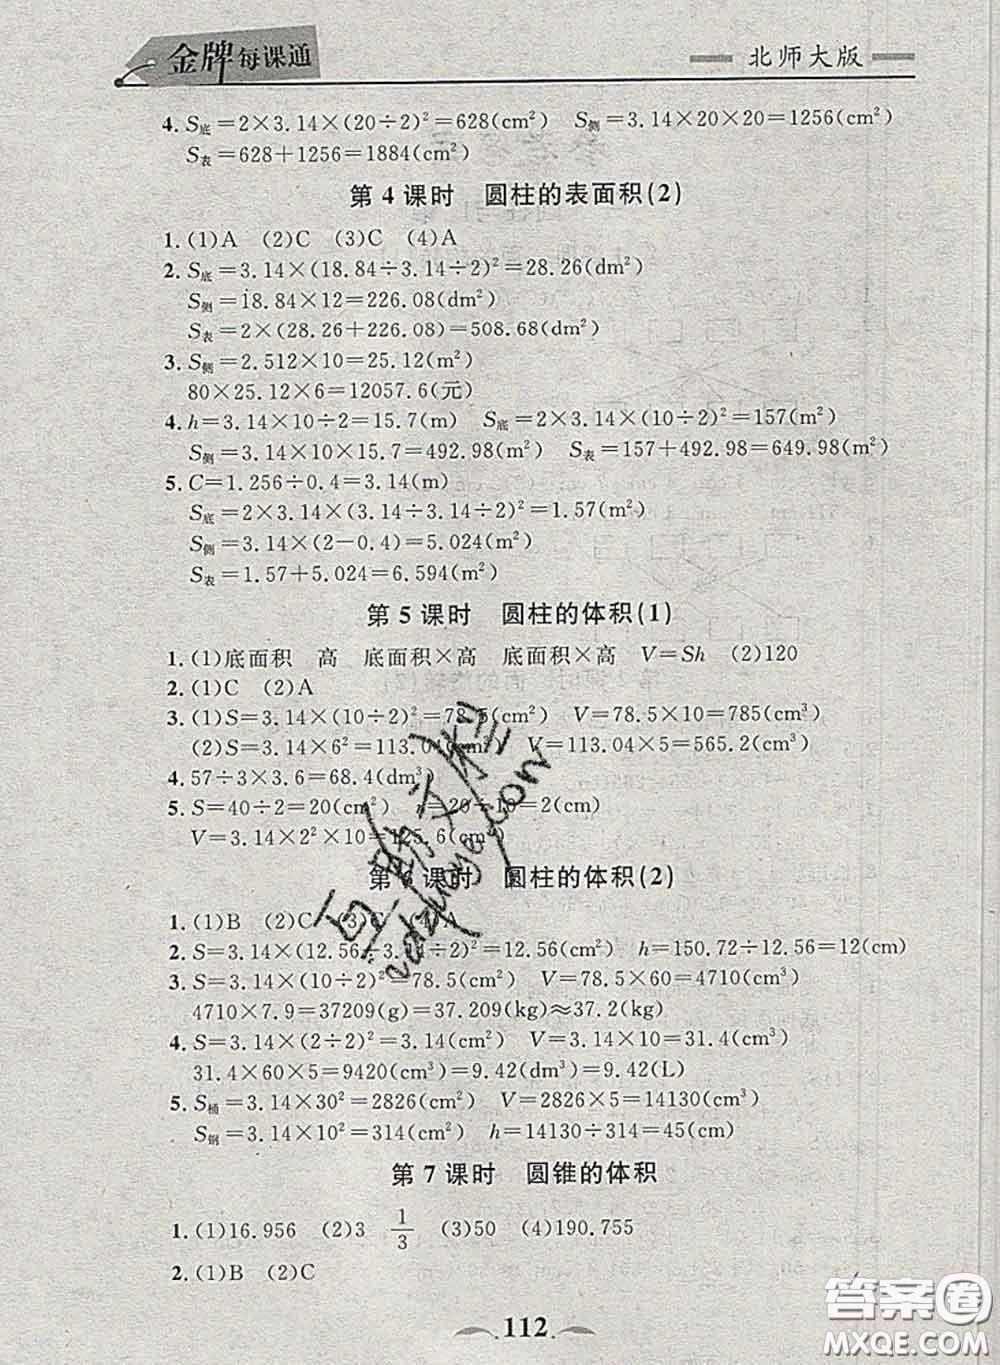 金牌每课通
北师大版
4. S底=2×3.14×(20÷2)²=628(cm²) S侧=3.14×20×20=1256(cm²)
S表=628+1256=1884(cm²)
第 4 课时 圆柱的表面积(2)
1. (1)A (2)C (3)C (4)A
2. S底=3.14×(18.84÷3.14÷2)²=28.26(dm²)
S侧=18.84×12=226.08(dm²)
S表=2×(28.26+226.08)=508.68(dm²)
3. S侧=2.512×10=25.12(m²)
80×25.12×6=12057.6(元)
4. h=3.14×10÷2=15.7(m) S底=2×3.14×(10÷2)²=157(m²)
S侧=3.14×10×15.7=492.98(m²) S表=157+492.98=649.98(m²)
5. C=1.256÷0.4=3.14(m)
S底=2×3.14×(3.14÷3.14÷2)²=1.57(m²)
S侧=3.14×(2-0.4)=5.024(m²)
S表=1.57+5.024=6.594(m²)
第 5 课时 圆柱的体积(1)
1. (1)底面积 高 底面积×高 底面积×高 V=Sh (2)120
2. (1)C (2)A
3. (1)S=3.14×(10÷2)²=78.5(cm²) V=78.5×10=785(cm³)
(2)S=3.14×6²=113.04(cm²) V=113.04×5=565.2(cm³)
4. 57÷3×3.6=68.4(dm³)
5. S=40÷2=20(cm²) r=20÷10=2(cm)
V=3.14×2²×10=125.6(cm³)
第 6 课时 圆柱的体积(2)
1. (1)B (2)C (3)C (4)A
2. S=3.14×(12.56÷3.14÷2)²=12.56(cm²) h=150.72÷12.56=12(cm)
3. S=3.14×(10÷2)²=78.5(cm²) V=78.5×60=4710(cm³)
4710×7.9=37209(g)=37.209(kg)≈37.2(kg)
4. S=3.14×(2÷2)²=3.14(cm²) V=3.14×10=31.4(cm³)
31.4×60×5=9420(cm³)=9.42(dm³)=9.42(L)
5. S桶=3.14×30²=2826(cm²) V=2826×5=14130(cm³)
S钢=3.14×10²=314(cm²) h=14130÷314=45(cm)
第 7 课时 圆锥的体积
1. (1)16.956 (2)3 1/3 (3)50 (4)190.755
2. (1)B (2)C
112
答案圈
MXQE.COM